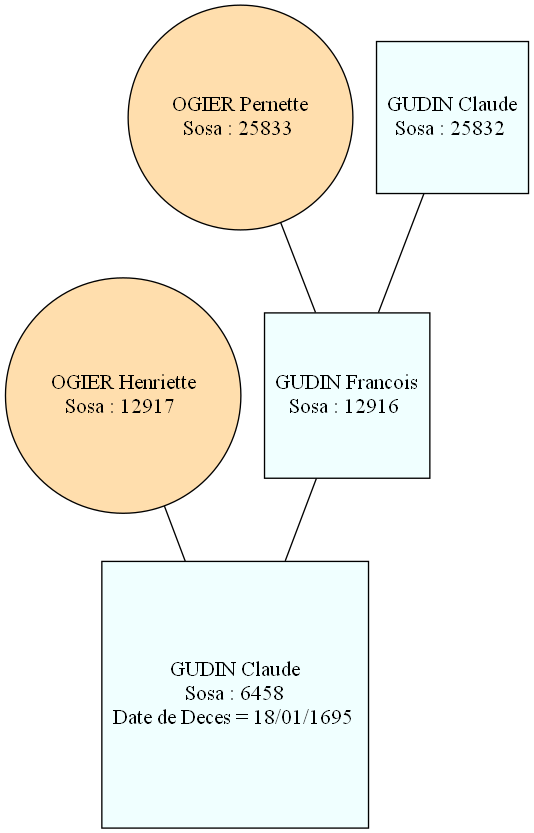 OGIER Pernette
Sosa : 25833
GUDIN Claude
Sosa : 25832
OGIER Henriette
Sosa : 12917
GUDIN Francois
Sosa : 12916
GUDIN Claude
Sosa : 6458
Date de Deces = 18/01/1695